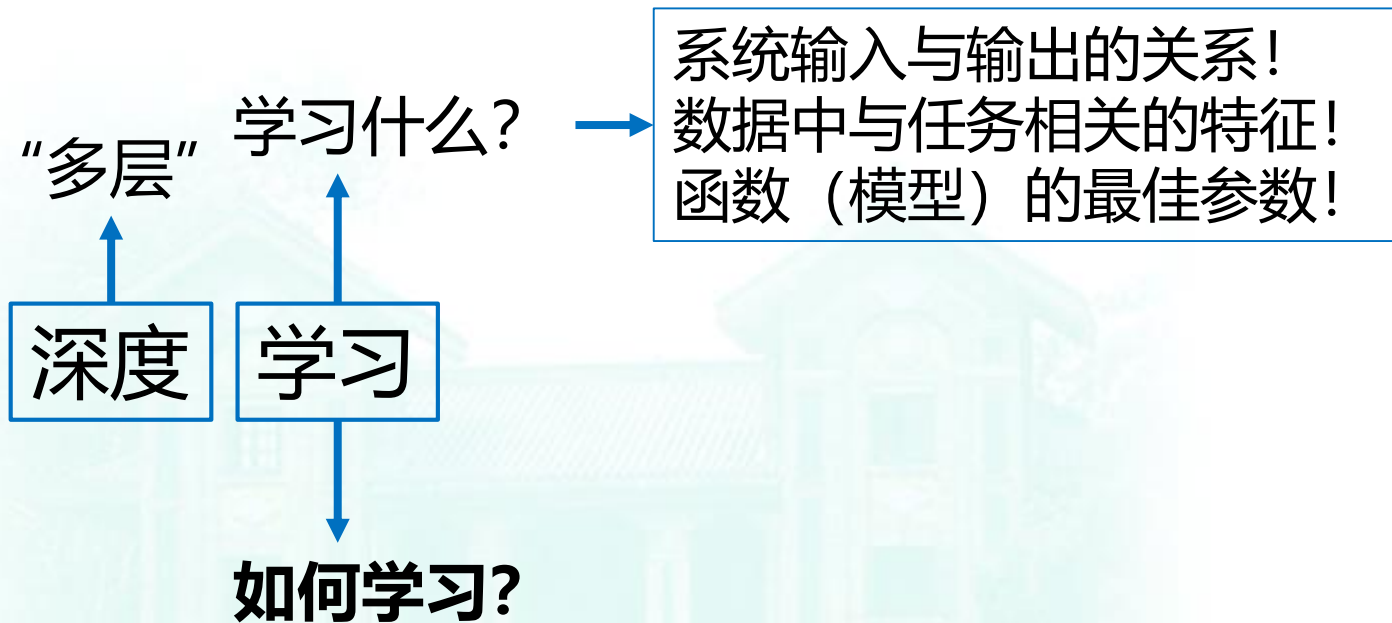 系统输入与输出的关系！
数据中与任务相关的特征！
函数（模型）的最佳参数！
学习什么？
“多层”
深度
学习
如何学习？